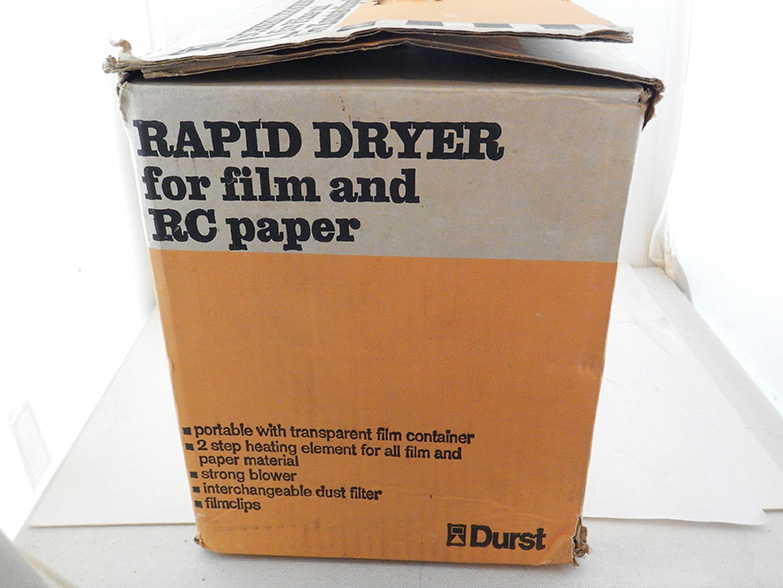 RAPID DRYER
for film and
RC paper
▪ portable with transparent film container
▪ 2 step heating element for all film and
paper material
▪ strong blower
▪ interchangeable dust filter
▪ filmclips
Durst